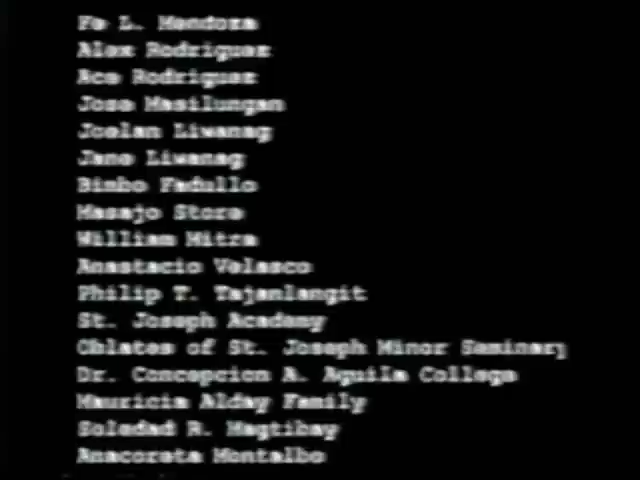 Fe L. Mendoza
Alex Rodriguez
Ace Rodriguez
Jose Masilungan
Joelan Liwanag
Jane Liwanag
Bimbo Fadullo
Masajo Store
William Mitra
Anastacio Velasco
Philip T. Tajanlangit
St. Joseph Academy
Oblates of St. Joseph Minor Seminary
Dr. Concepcion A. Aguila College
Mauricia Alday Family
Soledad R. Magtibay
Anacoreta Montalbo